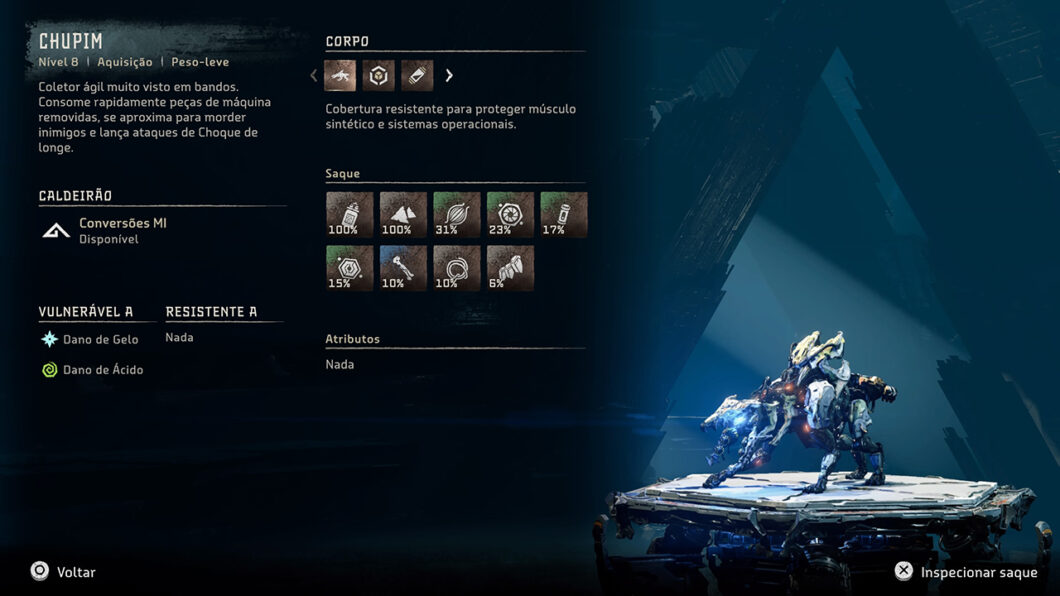 CHUPIM
Nível 8 | Aquisição | Peso-leve
Coletor ágil muito visto em bandos.
Consome rapidamente peças de máquina
removidas, se aproxima para morder
inimigos e lança ataques de Choque de
longe.
CALDEIRÃO
Conversões MI
Disponível
VULNERÁVEL A
Dano de Gelo
Dano de Ácido
RESISTENTE A
Nada
CORPO
Cobertura resistente para proteger músculo
sintético e sistemas operacionais.
Saque
100% 100% 31% 23% 17%
15% 10% 10% 6%
Atributos
Nada
Voltar
Inspecionar saque